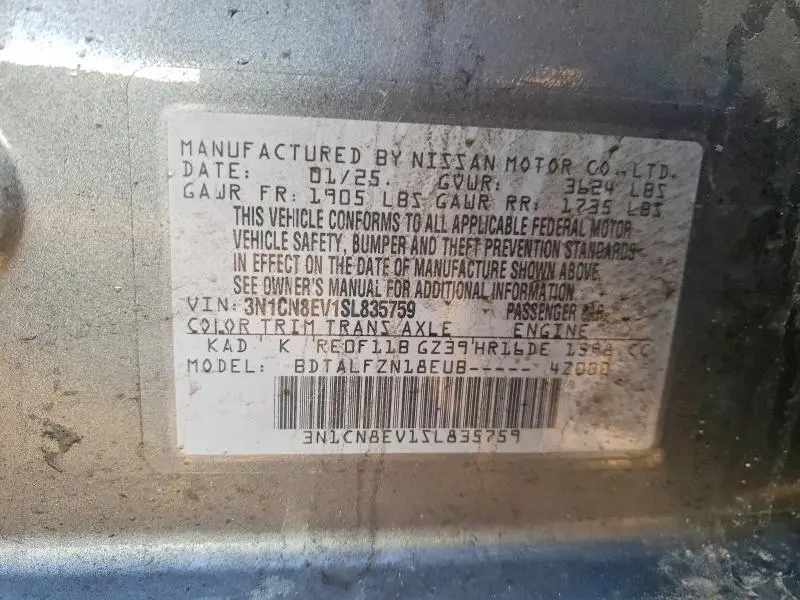 MANUFACTURED BY NISSAN MOTOR CO., LTD.
DATE: 01/25. GVWR: 3624 LBS
GAWR FR: 1905 LBS GAWR RR: 1735 LBS
THIS VEHICLE CONFORMS TO ALL APPLICABLE FEDERAL MOTOR
VEHICLE SAFETY, BUMPER AND THEFT PREVENTION STANDARDS
IN EFFECT ON THE DATE OF MANUFACTURE SHOWN ABOVE.
SEE OWNER'S MANUAL FOR ADDITIONAL INFORMATION.
VIN: 3N1CN8EV1SL835759 PASSENGER CAR
COLOR TRIM TRANS AXLE ENGINE
KAD K RE0F11B GZ39 HR16DE 1598 CC
MODEL: BDTALFZN18EUB----- 42000
3N1CN8EV1SL835759